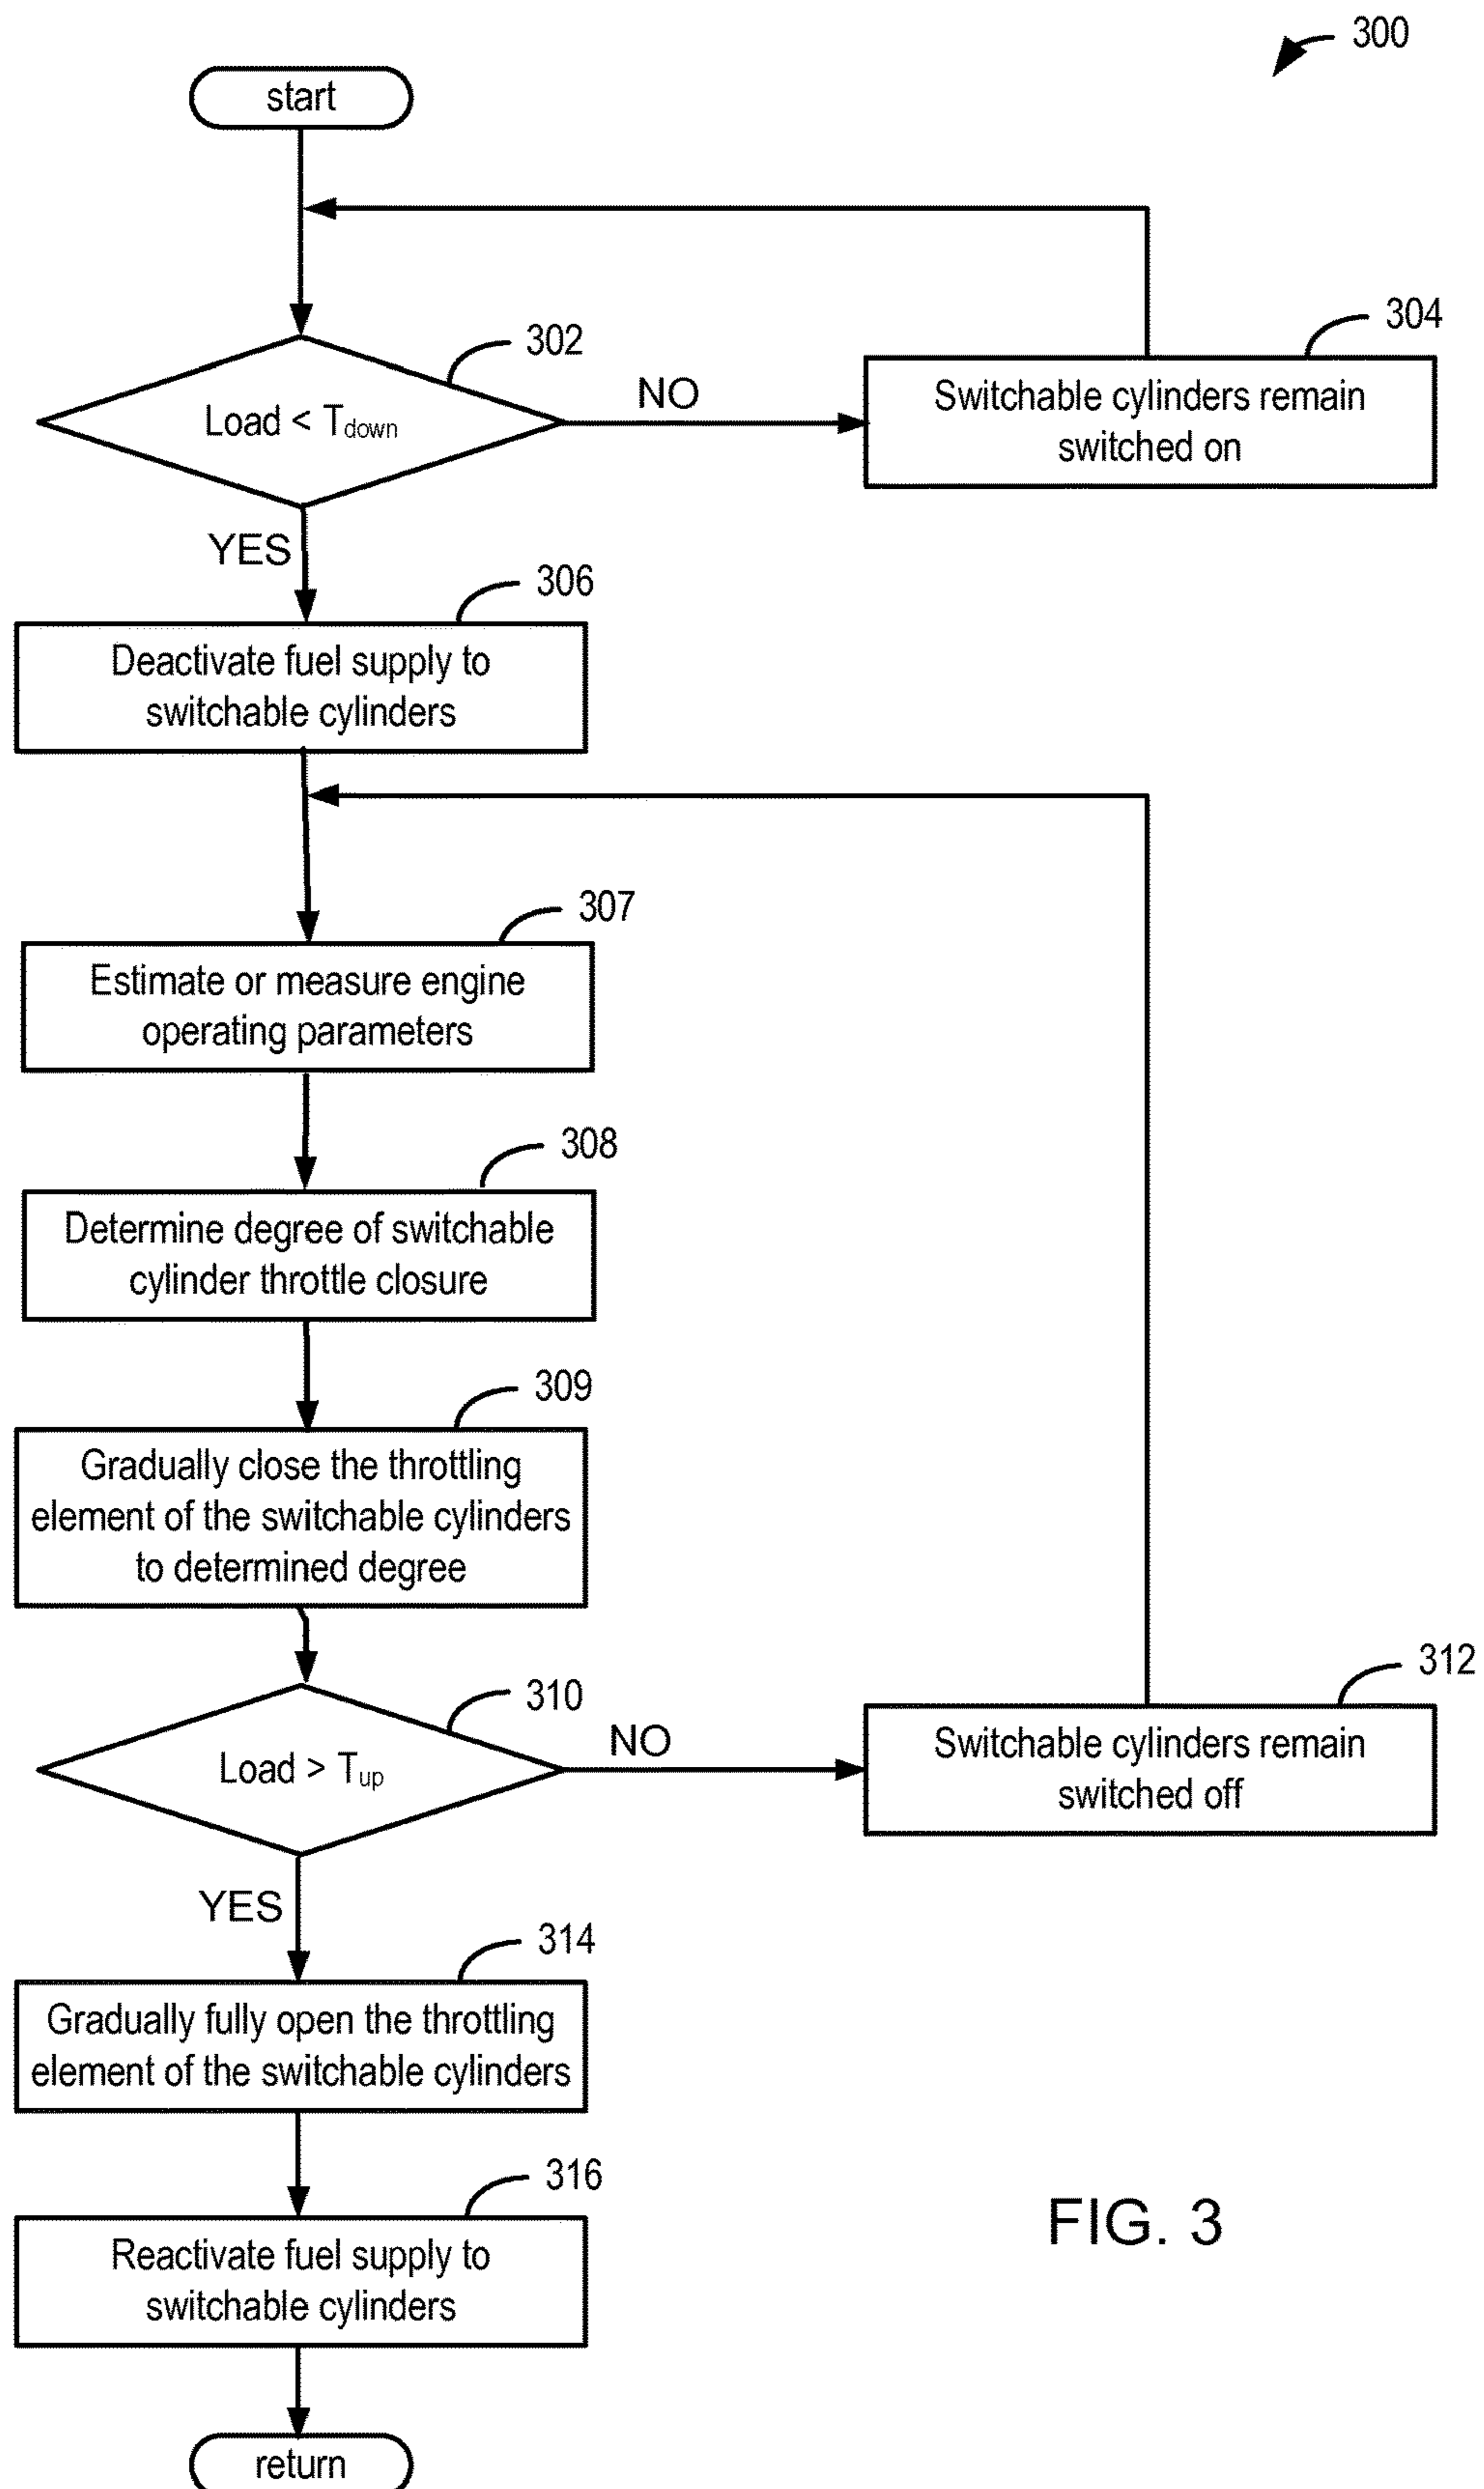 300
start
302
Load < Tdown
NO
304
Switchable cylinders remain
switched on
YES
306
Deactivate fuel supply to
switchable cylinders
307
Estimate or measure engine
operating parameters
308
Determine degree of switchable
cylinder throttle closure
309
Gradually close the throttling
element of the switchable cylinders
to determined degree
310
Load > Tup
NO
312
Switchable cylinders remain
switched off
YES
314
Gradually fully open the throttling
element of the switchable cylinders
316
Reactivate fuel supply to
switchable cylinders
return
FIG. 3